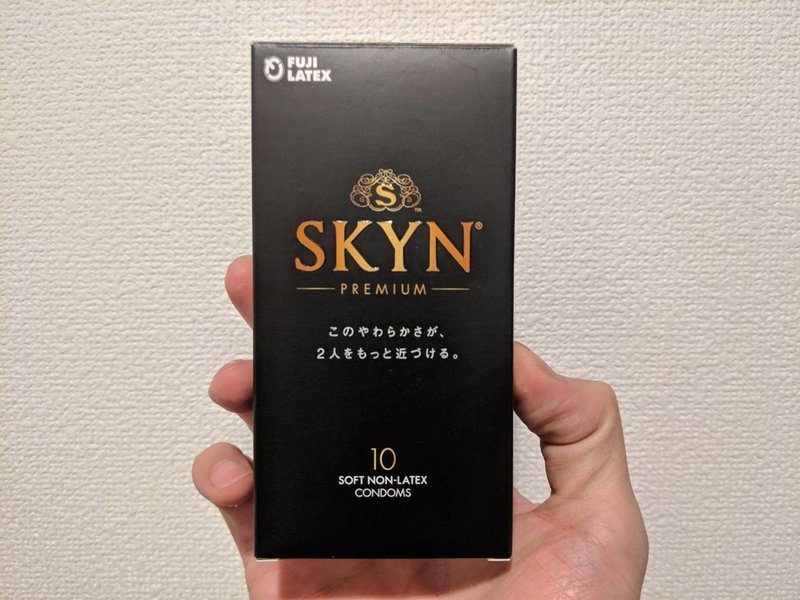 FUJI
LATEX
S
™
SKYN®
PREMIUM
このやわらかさが、
2人をもっと近づける。
10
SOFT NON-LATEX
CONDOMS